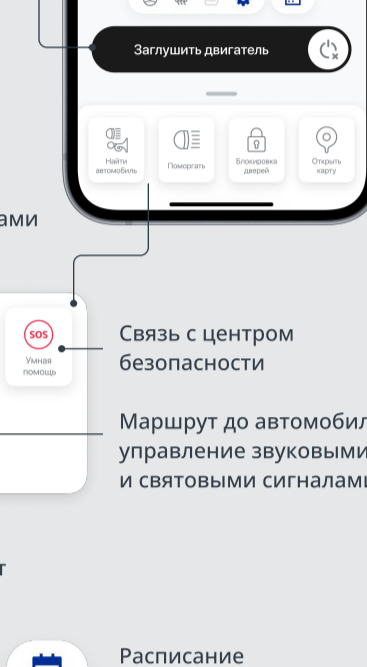 Заглушить двигатель
Найти
автомобиль
Поморгать
Блокировка
дверей
Открыть
карту
ами
SOS
Умная
помощь
Связь с центром
безопасности
Маршрут до автомобил
управление звуковыми
и святовыми сигналами
т
Расписание